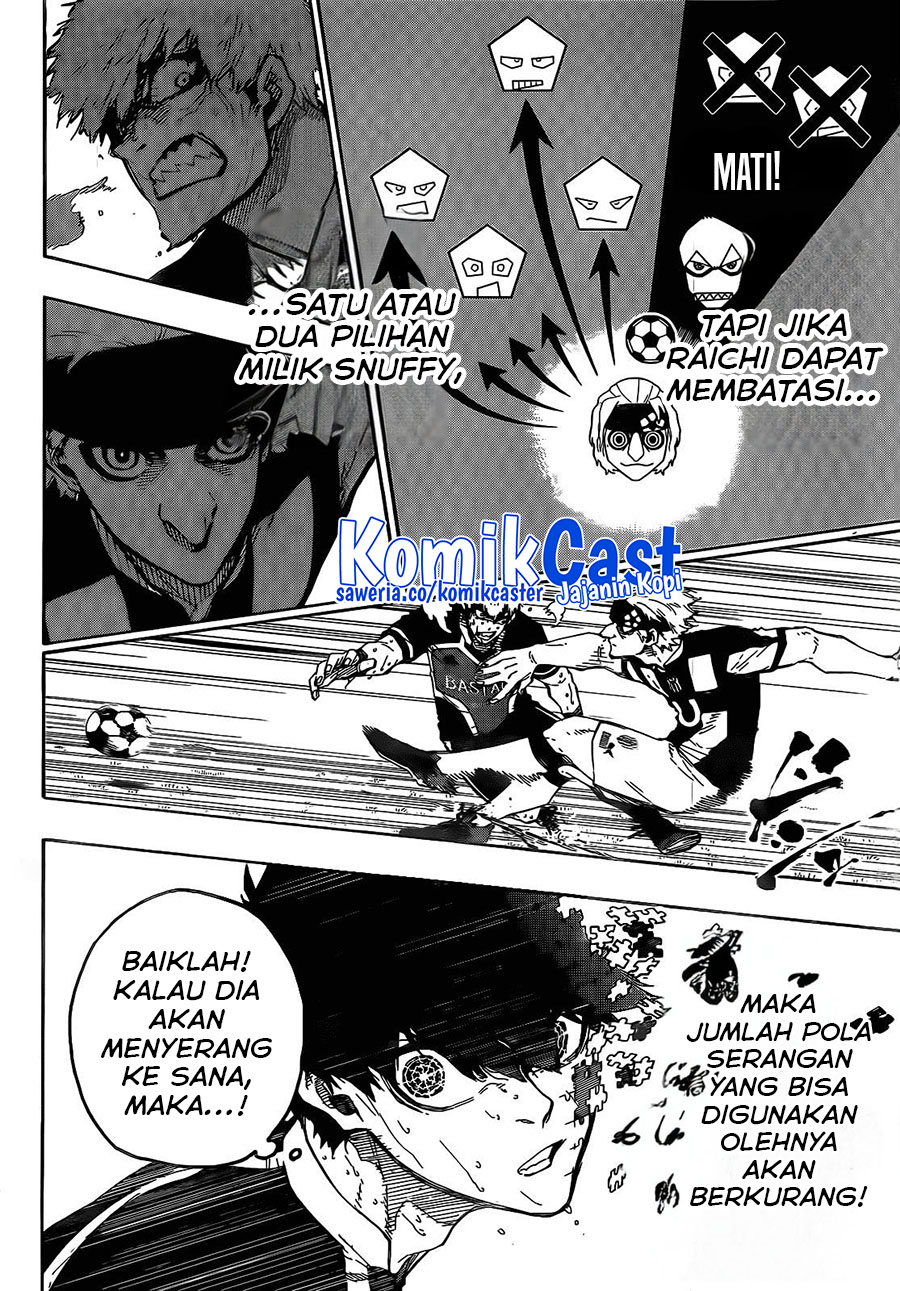 MATI!
TAPI JIKA
RAICHI DAPAT
MEMBATASI...
...SATU ATAU
DUA PILIHAN
MILIK SNUFFY,
KomikCast
saweria.co/komikcaster Jajanin Kopi
BASTA
MAKA
JUMLAH POLA
SERANGAN
YANG BISA
DIGUNAKAN
OLEHNYA
AKAN
BERKURANG!
BAIKLAH!
KALAU DIA
AKAN
MENYERANG
KE SANA,
MAKA...!